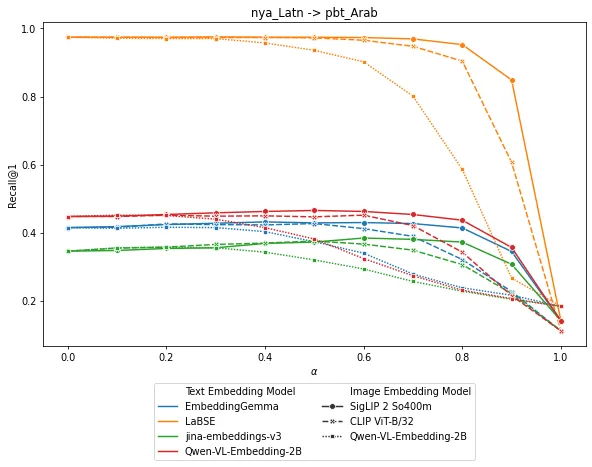 nya_Latn -> pbt_Arab
Recall@1
1.0
0.8
0.6
0.4
0.2
0.0 0.2 0.4 0.6 0.8 1.0
α
Text Embedding Model
EmbeddingGemma
LaBSE
jina-embeddings-v3
Qwen-VL-Embedding-2B
Image Embedding Model
SigLIP 2 So400m
CLIP ViT-B/32
Qwen-VL-Embedding-2B